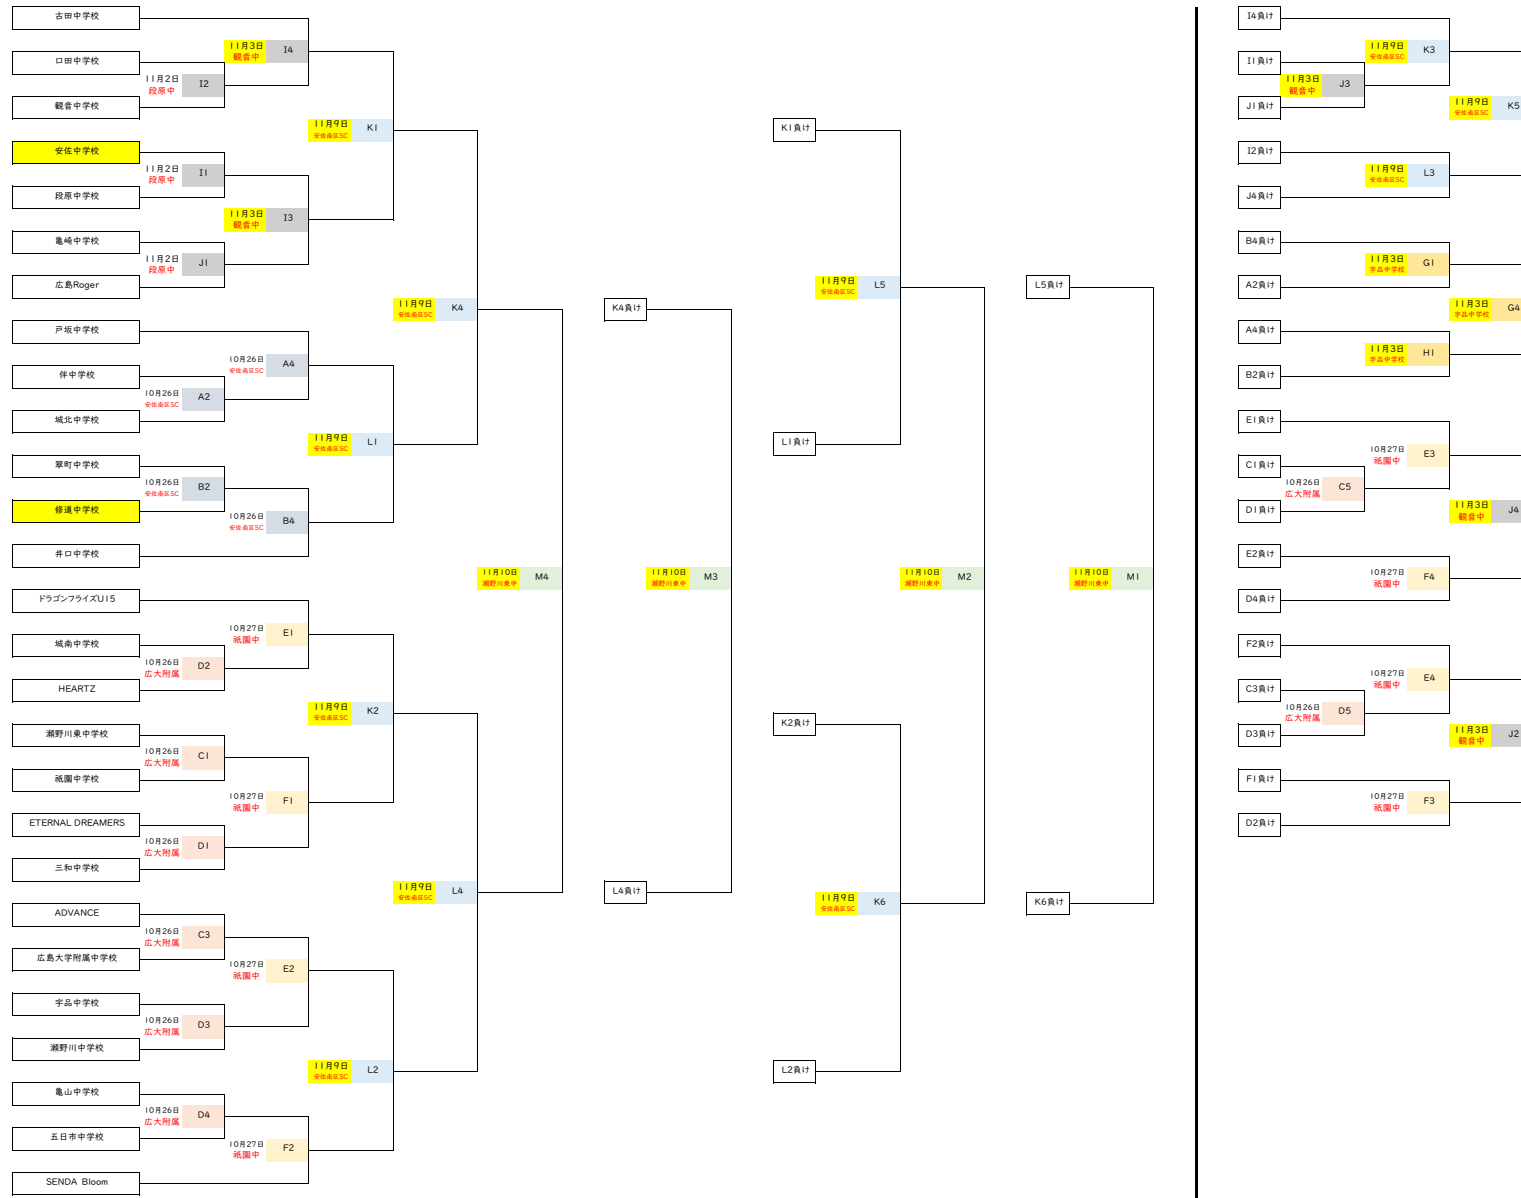 古田中学校
口田中学校
観音中学校
安佐中学校
段原中学校
亀崎中学校
広島Roger
戸坂中学校
伴中学校
城北中学校
翠町中学校
修道中学校
井口中学校
ドラゴンフライズU15
城南中学校
HEARTZ
瀬野川東中学校
祇園中学校
ETERNAL DREAMERS
三和中学校
ADVANCE
広島大学附属中学校
宇品中学校
瀬野川中学校
亀山中学校
五日市中学校
SENDA Bloom
11月2日
段原中
I2
11月2日
段原中
I1
11月2日
段原中
J1
10月26日
安佐南区SC
A2
10月26日
安佐南区SC
B2
10月26日
広大附属
D2
10月26日
広大附属
C1
10月26日
広大附属
D1
10月26日
広大附属
C3
10月26日
広大附属
D3
10月26日
広大附属
D4
11月3日
観音中
I4
11月3日
観音中
I3
10月26日
安佐南区SC
A4
10月26日
安佐南区SC
B4
10月27日
祇園中
E1
10月27日
祇園中
F1
10月27日
祇園中
E2
10月27日
祇園中
F2
11月9日
安佐南区SC
K1
11月9日
安佐南区SC
L1
11月9日
安佐南区SC
K2
11月9日
安佐南区SC
L2
11月9日
安佐南区SC
K4
11月9日
安佐南区SC
L4
11月10日
瀬野川東中
M4
K4負け
L4負け
11月10日
瀬野川東中
M3
K1負け
L1負け
K2負け
L2負け
11月9日
安佐南区SC
L5
11月9日
安佐南区SC
K6
11月10日
瀬野川東中
M2
L5負け
K6負け
11月10日
瀬野川東中
M1
I4負け
I1負け
J1負け
I2負け
J4負け
B4負け
A2負け
A4負け
B2負け
E1負け
C1負け
D1負け
E2負け
D4負け
F2負け
C3負け
D3負け
F1負け
D2負け
11月3日
観音中
J3
10月26日
広大附属
C5
10月26日
広大附属
D5
11月9日
安佐南区SC
K3
11月9日
安佐南区SC
L3
11月3日
宇品中学校
G1
11月3日
宇品中学校
H1
10月27日
祇園中
E3
10月27日
祇園中
F4
10月27日
祇園中
E4
10月27日
祇園中
F3
11月9日
安佐南区SC
K5
11月3日
宇品中学校
G4
11月3日
観音中
J4
11月3日
観音中
J2